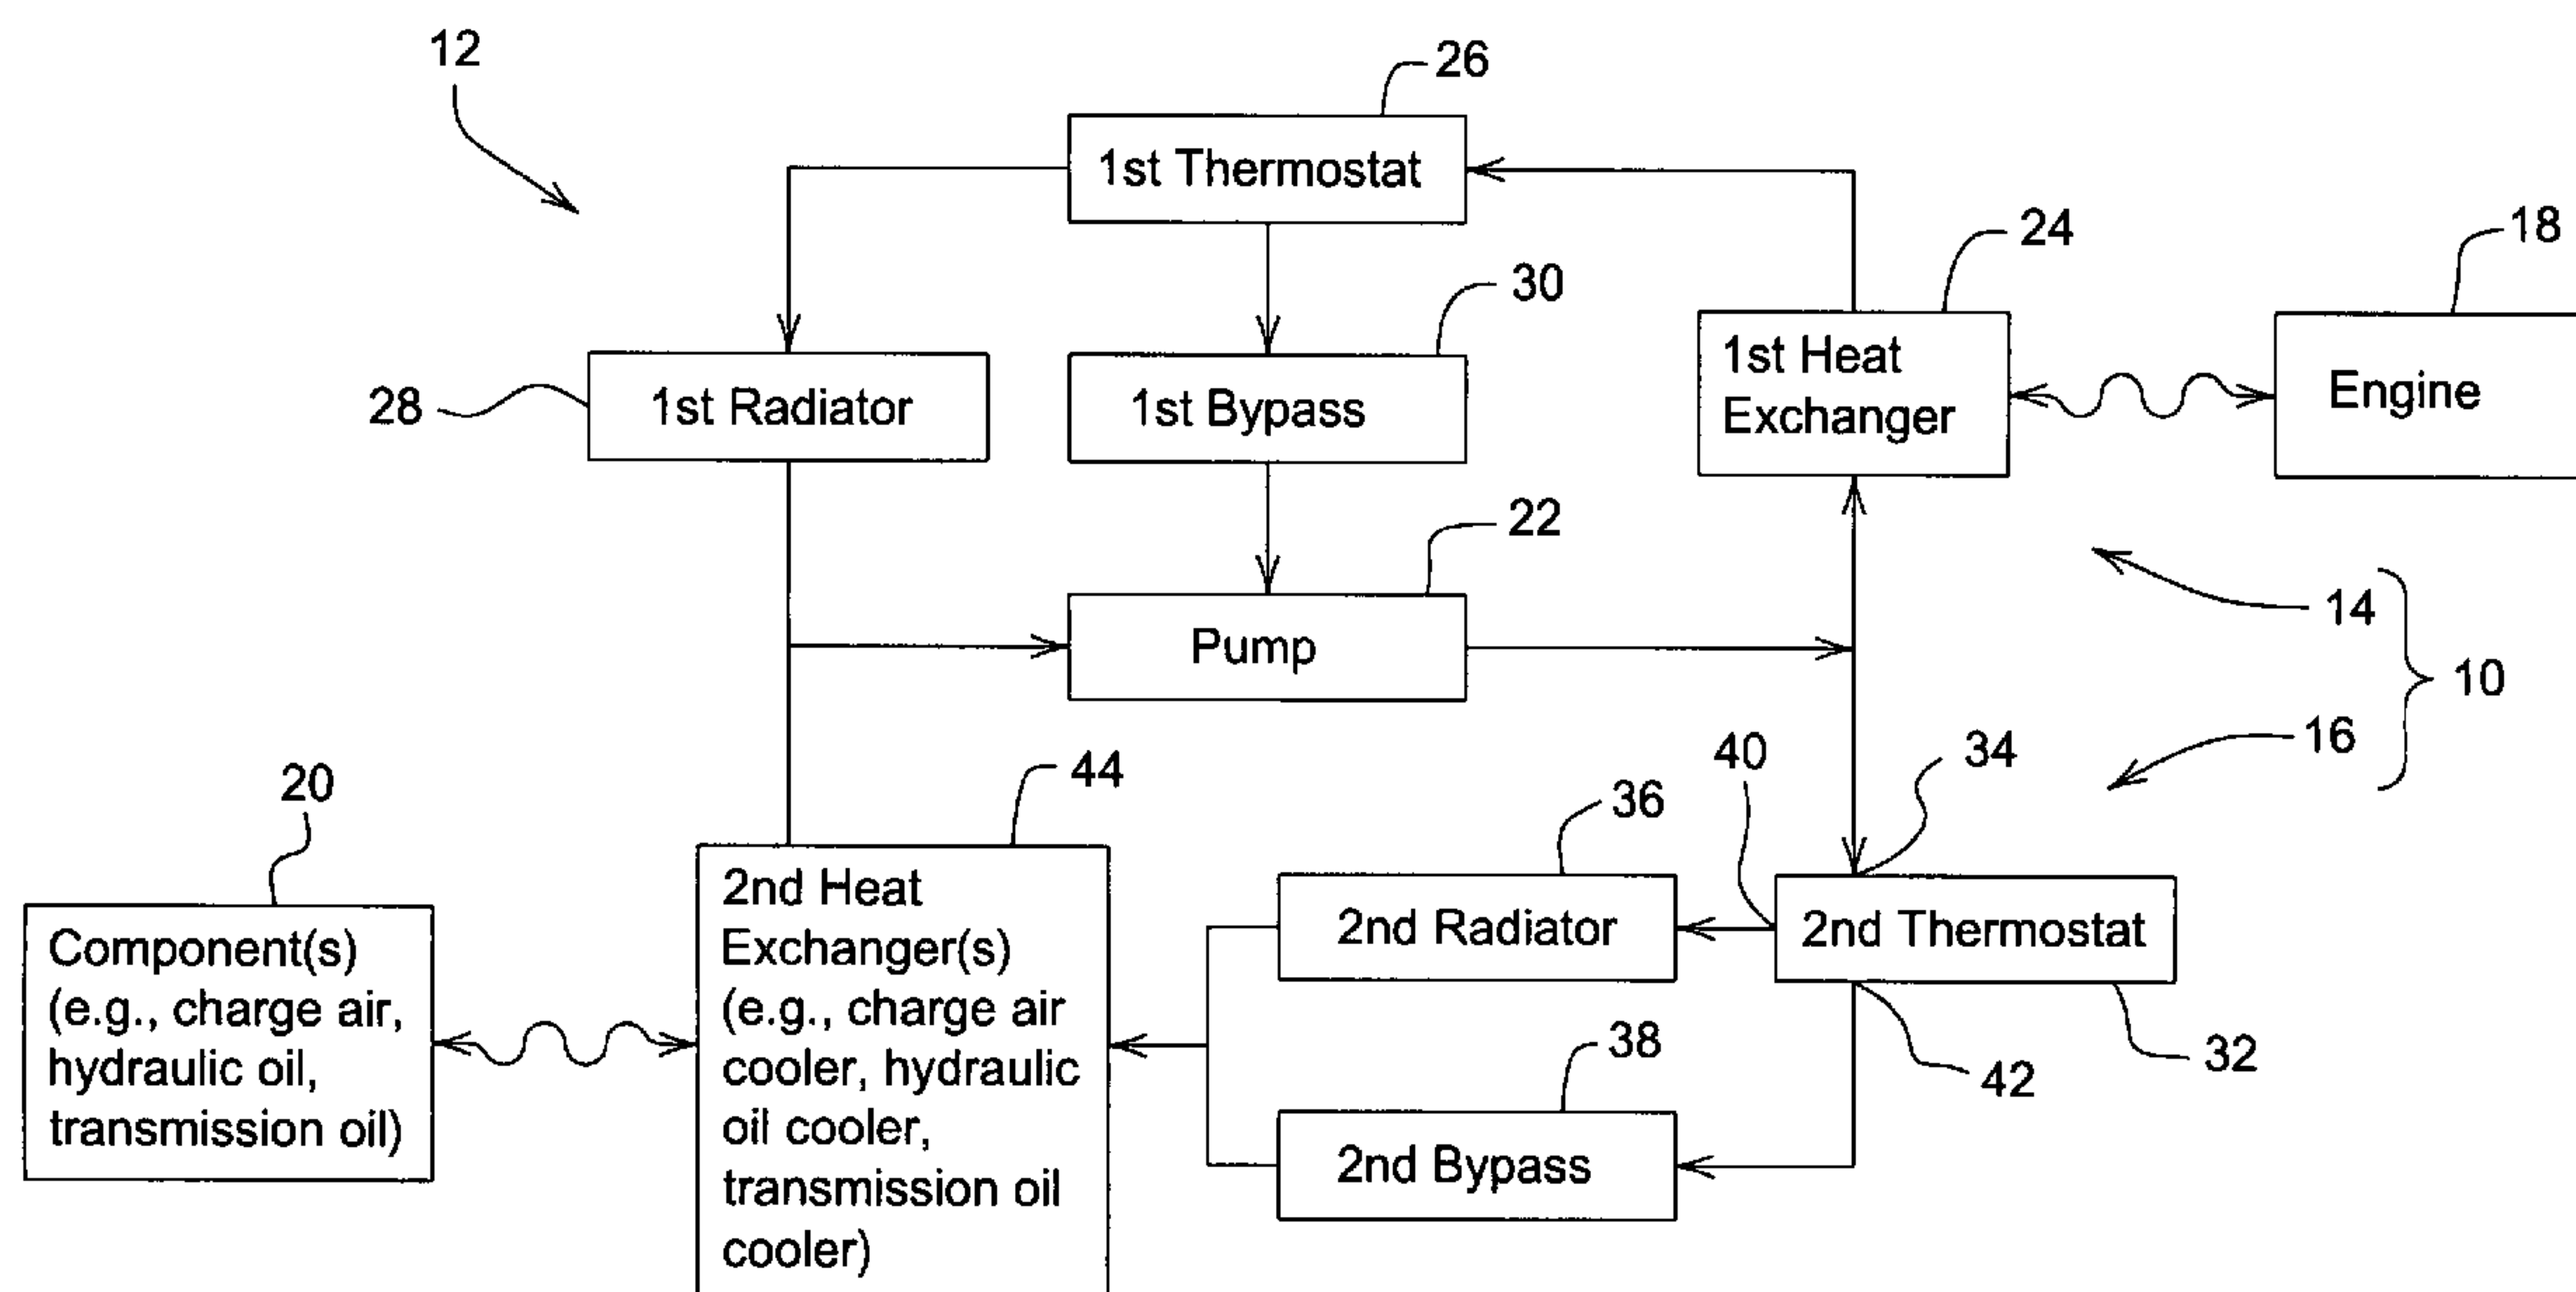 12
26
1st Thermostat
24
18
30
1st Heat
Exchanger
Engine
28
1st Radiator
1st Bypass
22
14
Pump
10
16
34
40
44
20
36
2nd Heat
Exchanger(s)
(e.g., charge air
cooler, hydraulic
oil cooler,
transmission oil
cooler)
2nd Radiator
2nd Thermostat
Component(s)
(e.g., charge air,
hydraulic oil,
transmission oil)
38
32
42
2nd Bypass